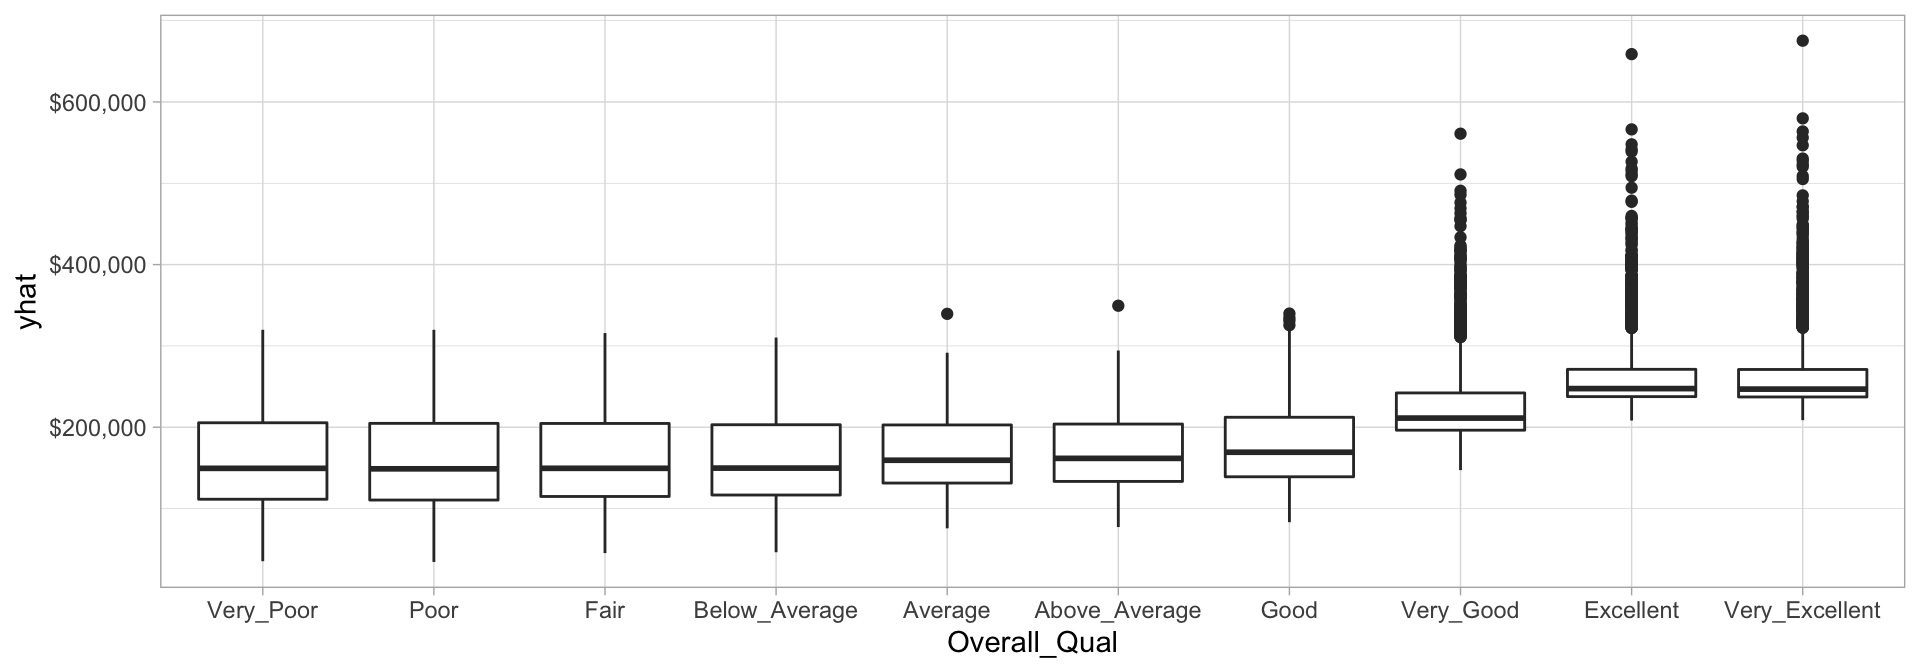 $600,000
$400,000
$200,000
yhat
Very_Poor Poor Fair Below_Average Average Above_Average Good Very_Good Excellent Very_Excellent
Overall_Qual